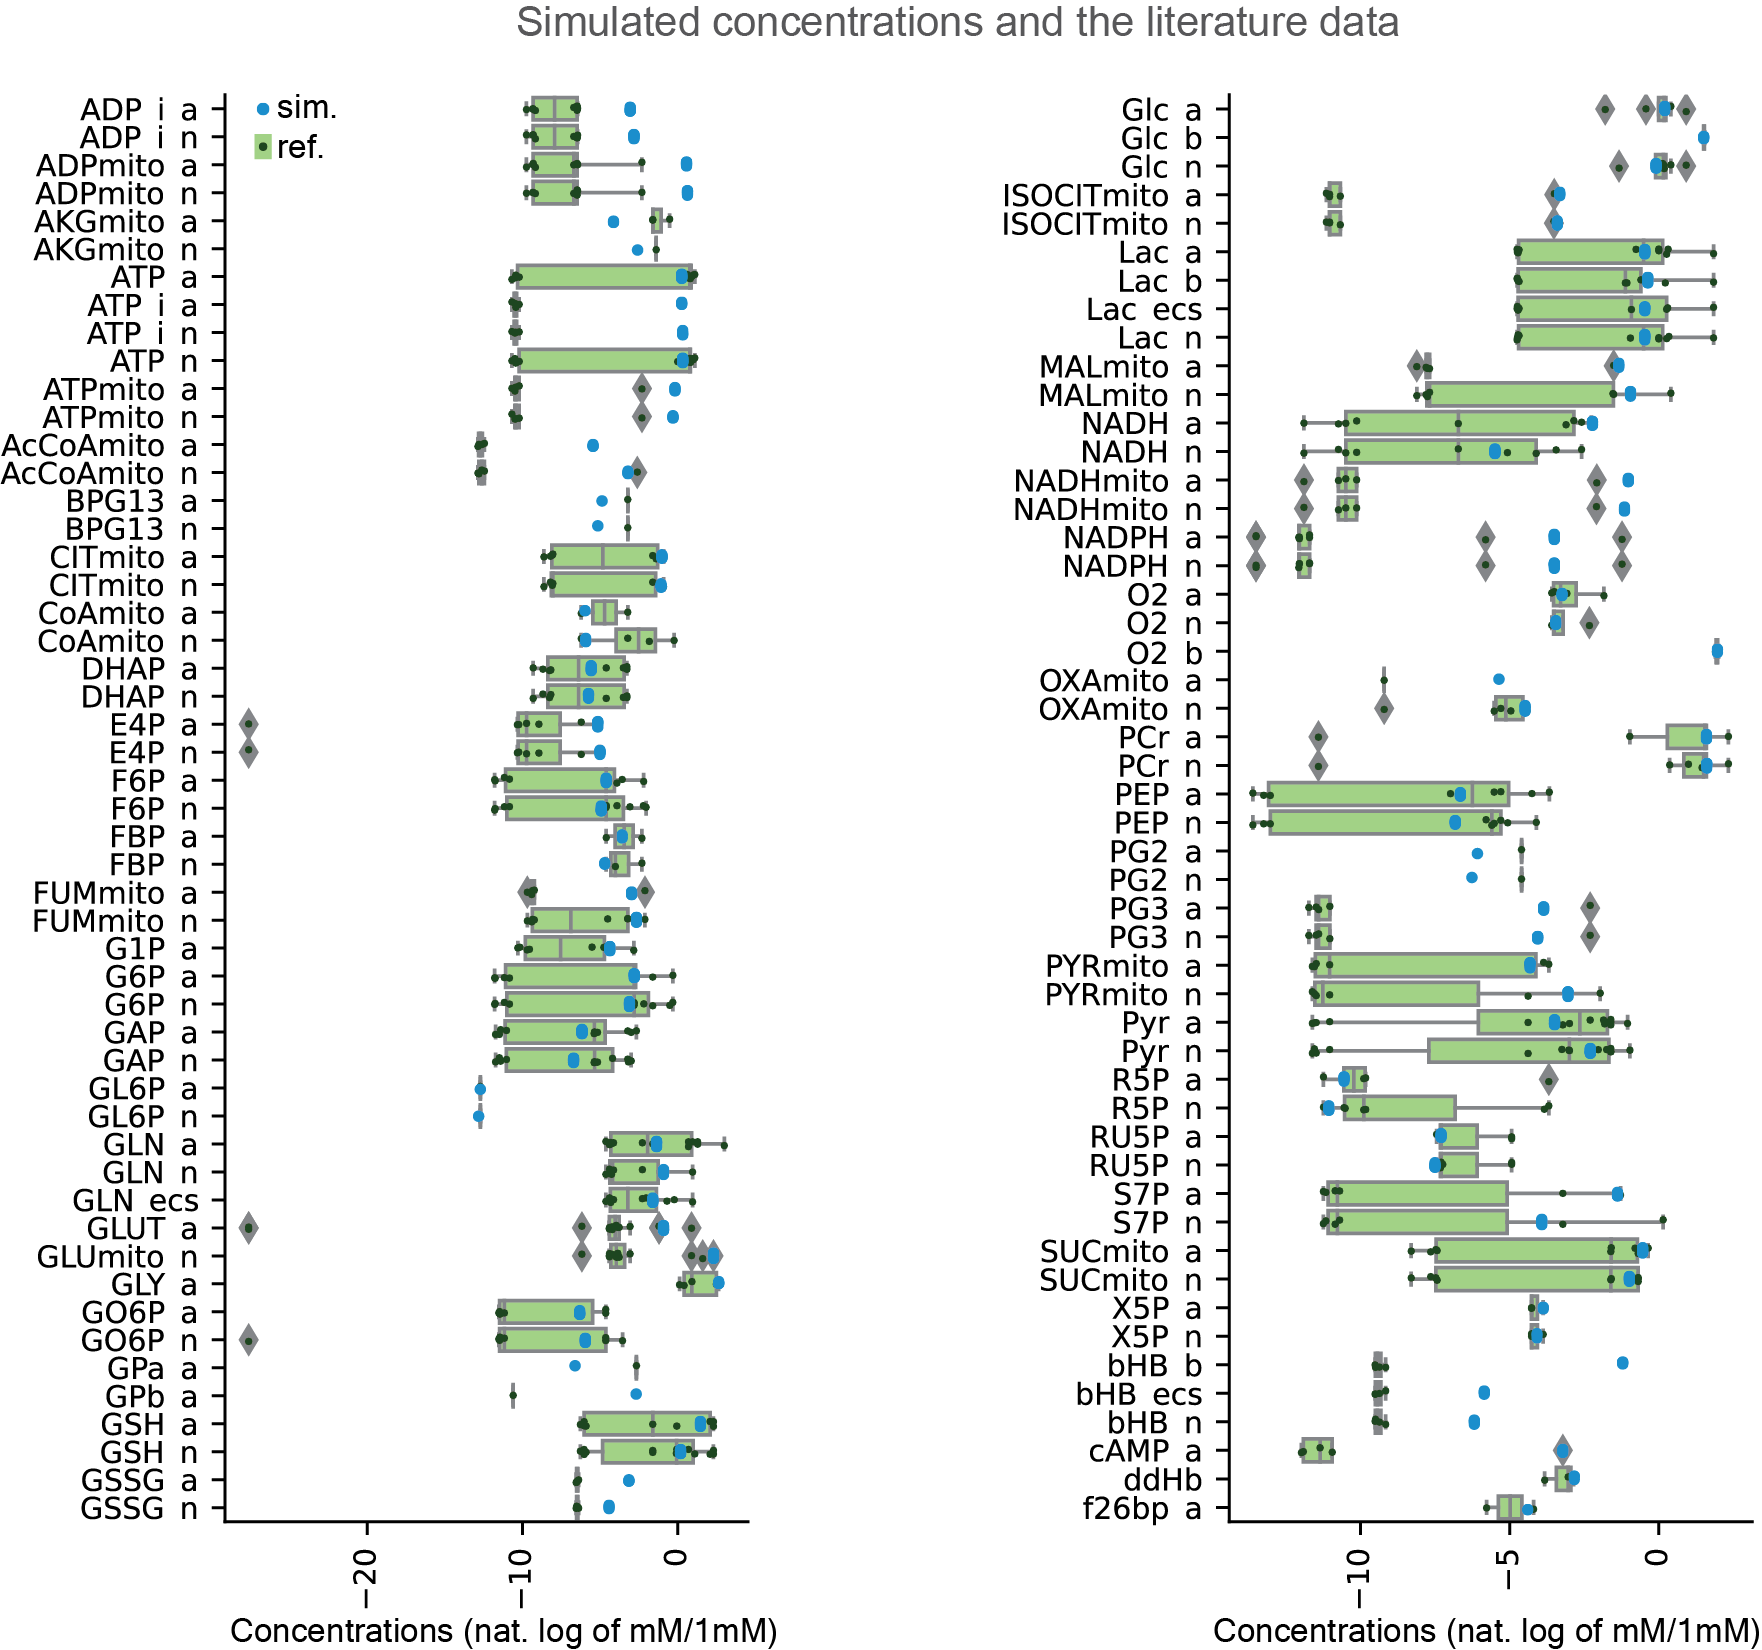 Simulated concentrations and the literature data
sim.
ref.
ADP i a
ADP i n
ADPmito a
ADPmito n
AKGmito a
AKGmito n
ATP a
ATP i a
ATP i n
ATP n
ATPmito a
ATPmito n
AcCoAmito a
AcCoAmito n
BPG13 a
BPG13 n
CITmito a
CITmito n
CoAmito a
CoAmito n
DHAP a
DHAP n
E4P a
E4P n
F6P a
F6P n
FBP a
FBP n
FUMmito a
FUMmito n
G1P a
G6P a
G6P n
GAP a
GAP n
GL6P a
GL6P n
GLN a
GLN n
GLN ecs
GLUT a
GLUmito n
GLY a
GO6P a
GO6P n
GPa a
GPb a
GSH a
GSH n
GSSG a
GSSG n
−20
−10
0
Concentrations (nat. log of mM/1mM)
Glc a
Glc b
Glc n
ISOCITmito a
ISOCITmito n
Lac a
Lac b
Lac ecs
Lac n
MALmito a
MALmito n
NADH a
NADH n
NADHmito a
NADHmito n
NADPH a
NADPH n
O2 a
O2 n
O2 b
OXAmito a
OXAmito n
PCr a
PCr n
PEP a
PEP n
PG2 a
PG2 n
PG3 a
PG3 n
PYRmito a
PYRmito n
Pyr a
Pyr n
R5P a
R5P n
RU5P a
RU5P n
S7P a
S7P n
SUCmito a
SUCmito n
X5P a
X5P n
bHB b
bHB ecs
bHB n
cAMP a
ddHb
f26bp a
−10
−5
0
Concentrations (nat. log of mM/1mM)